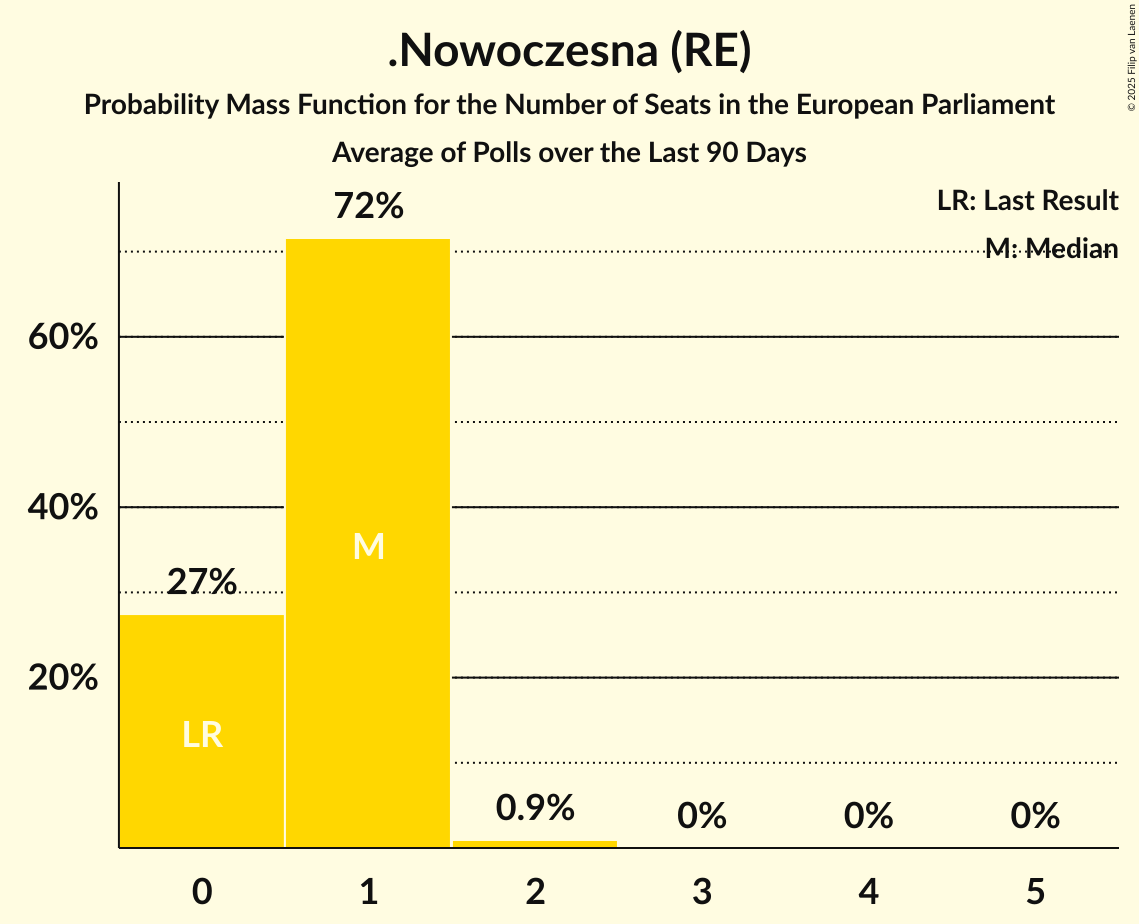 .Nowoczesna (RE)
Probability Mass Function for the Number of Seats in the European Parliament
Average of Polls over the Last 90 Days
© 2025 Filip van Laenen
LR: Last Result
M: Median
72%
60%
M
40%
27%
20%
LR
0.9%
0%
0%
0%
0
1
2
3
4
5